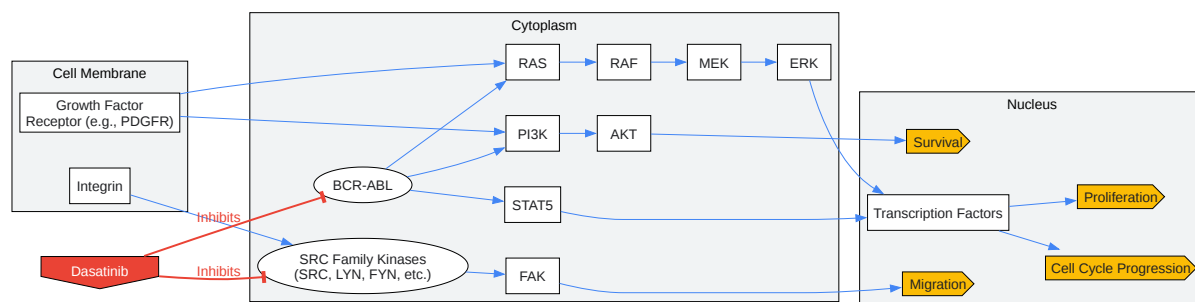 Cell Membrane
Growth Factor
Receptor (e.g., PDGFR)
Integrin
Dasatinib
Inhibits
Inhibits
Cytoplasm
RAS
RAF
MEK
ERK
PI3K
AKT
BCR-ABL
STAT5
SRC Family Kinases
(SRC, LYN, FYN, etc.)
FAK
Nucleus
Survival
Proliferation
Transcription Factors
Cell Cycle Progression
Migration